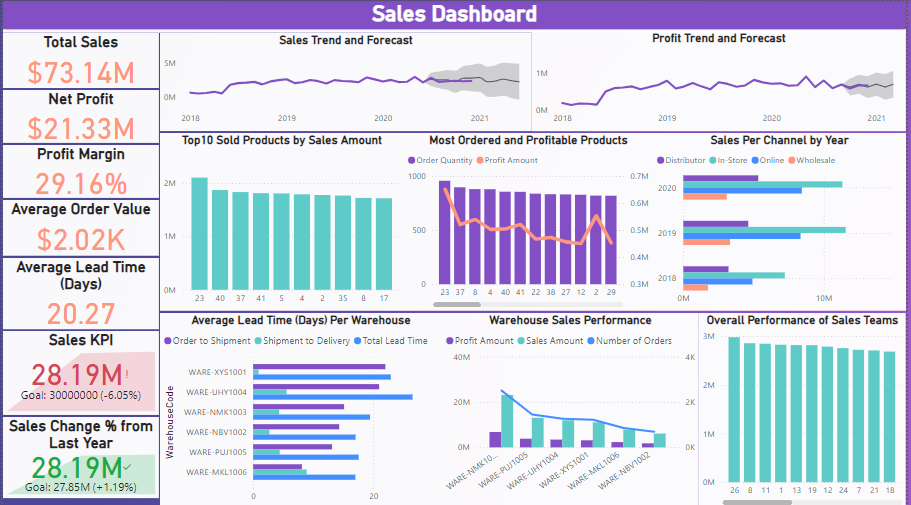 Sales Dashboard
Total Sales
$73.14M
Net Profit
$21.33M
Profit Margin
29.16%
Average Order Value
$2.02K
Average Lead Time
(Days)
20.27
Sales KPI
28.19M!
Goal: 30000000 (-6.05%)
Sales Change % from
Last Year
28.19M✓
Goal: 27.85M (+1.19%)
Sales Trend and Forecast
5M
0M
2018 2019 2020 2021
Profit Trend and Forecast
1M
0M
2018 2019 2020 2021
Top10 Sold Products by Sales Amount
2M
1M
0M
23 40 37 41 5 4 2 35 8 17
Most Ordered and Profitable Products
Order Quantity Profit Amount
1000 0.7M
0.6M
500 0.5M
0.4M
0 0.3M
23 37 8 4 40 41 22 38 27 12 2 29
Sales Per Channel by Year
Distributor In-Store Online Wholesale
2020
2019
2018
0M 10M
Average Lead Time (Days) Per Warehouse
Order to Shipment Shipment to Delivery Total Lead Time
WarehouseCode
WARE-XYS1001
WARE-UHY1004
WARE-NMK1003
WARE-NBV1002
WARE-PUJ1005
WARE-MKL1006
0 20
Warehouse Sales Performance
Profit Amount Sales Amount Number of Orders
40M 4K
20M 2K
0M 0K
WARE-NMK10...
WARE-PUJ1005
WARE-UHY1004
WARE-XYS1001
WARE-MKL1006
WARE-NBV1002
Overall Performance of Sales Teams
3M
2M
1M
0M
26 8 11 1 13 19 12 24 7 21 18